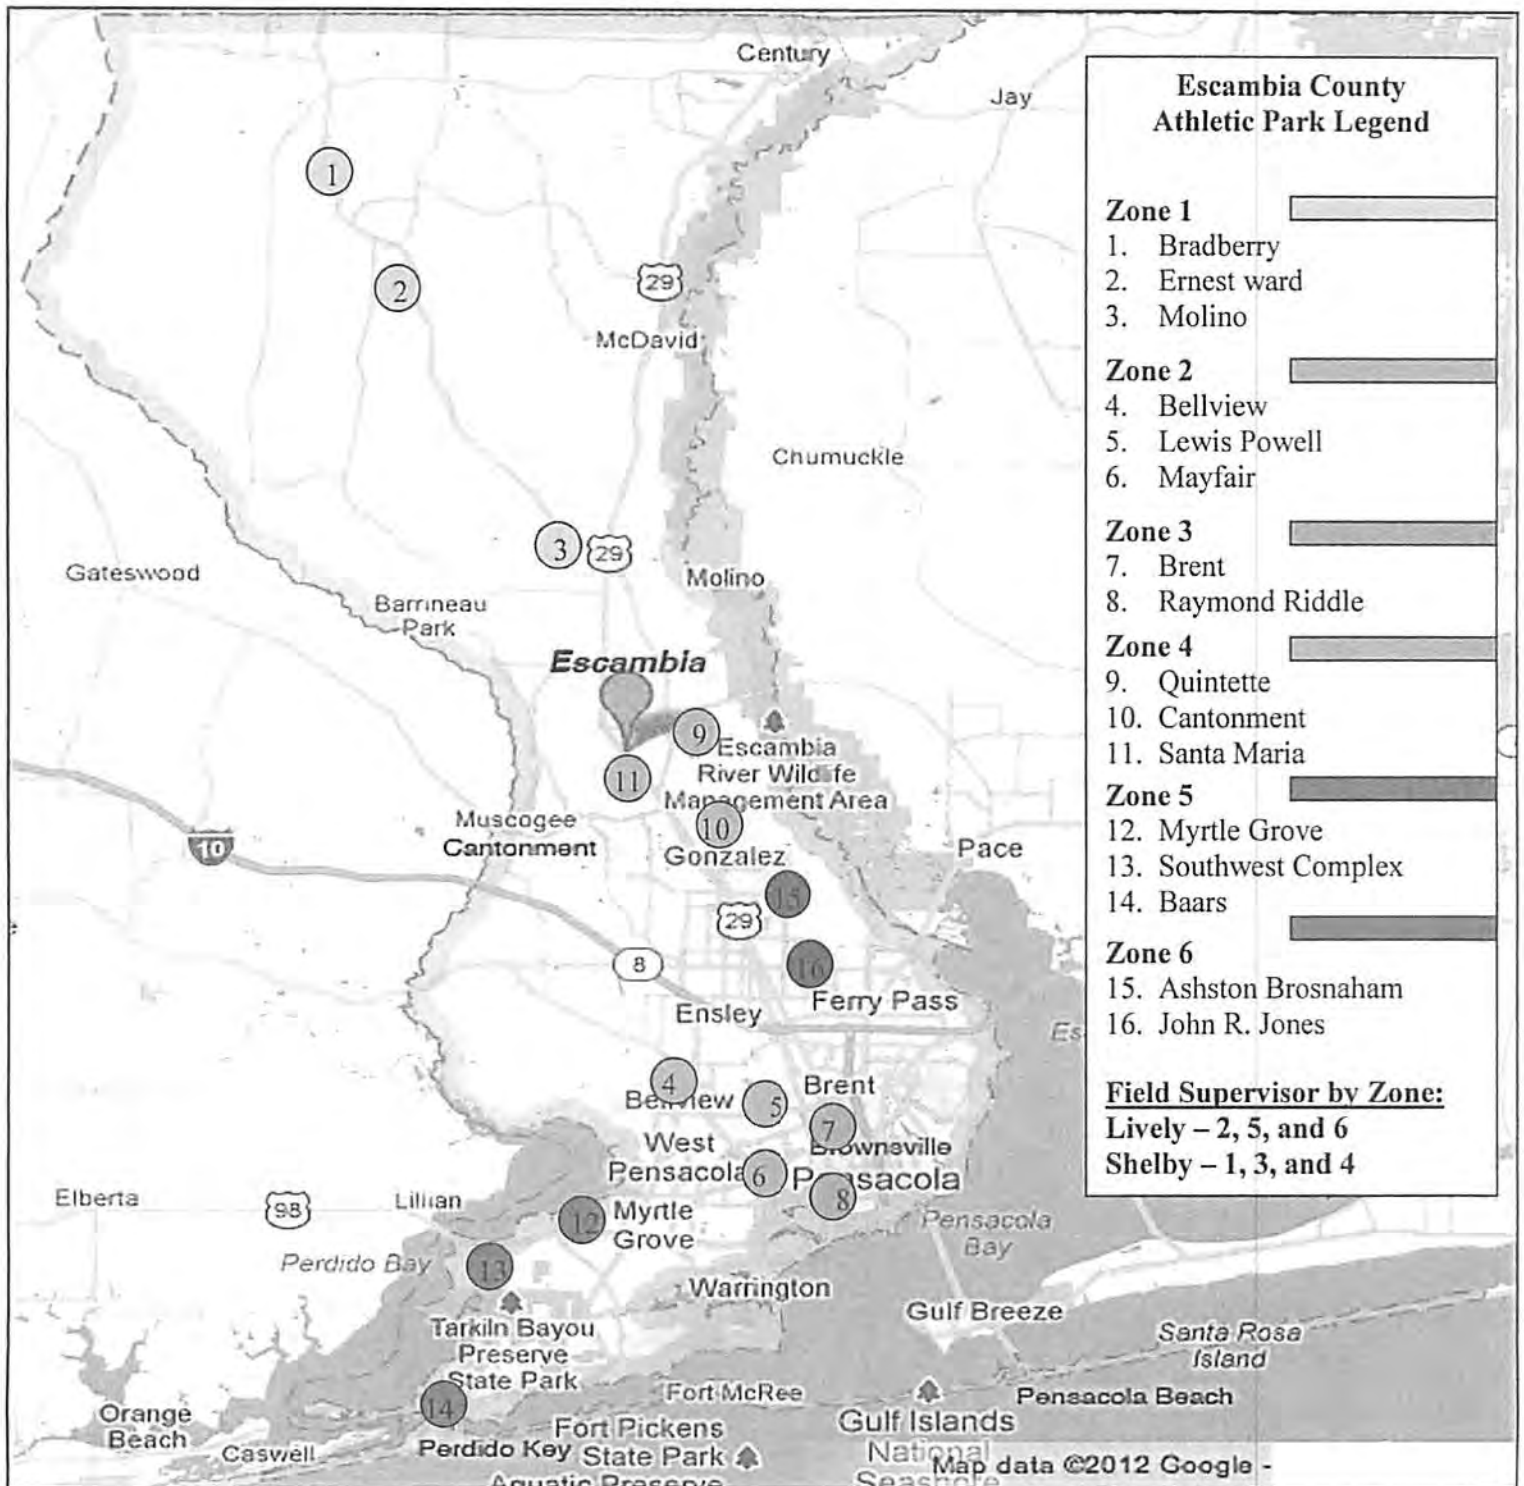 Century
Jay
1
2
29
McDavid
Chumuckle
3
29
Molino
Gateswood
Barrineau
Park
Escambia
9
Escambia
River Wildlife
Management Area
11
10
Muscogee
Cantonment
Gonzalez
Pace
10
15
29
8
16
Ferry Pass
Ensley
4
Bellview
5
Brent
7
Brownsville
West
Pensacola
6
Pensacola
8
Elberta
98
Lillian
12
Myrtle
Grove
Pensacola
Bay
Perdido Bay
13
Warrington
Gulf Breeze
Tarkiln Bayou
Preserve
State Park
Santa Rosa
Island
14
Fort McRee
Pensacola Beach
Orange
Beach
Caswell
Perdido Key
Fort Pickens
State Park
Aquatic Preserve
Gulf Islands
National
Seashore
Map data ©2012 Google -
Escambia County
Athletic Park Legend
Zone 1
1. Bradberry
2. Ernest ward
3. Molino
Zone 2
4. Bellview
5. Lewis Powell
6. Mayfair
Zone 3
7. Brent
8. Raymond Riddle
Zone 4
9. Quintette
10. Cantonment
11. Santa Maria
Zone 5
12. Myrtle Grove
13. Southwest Complex
14. Baars
Zone 6
15. Ashston Brosnaham
16. John R. Jones
Field Supervisor by Zone:
Lively – 2, 5, and 6
Shelby – 1, 3, and 4